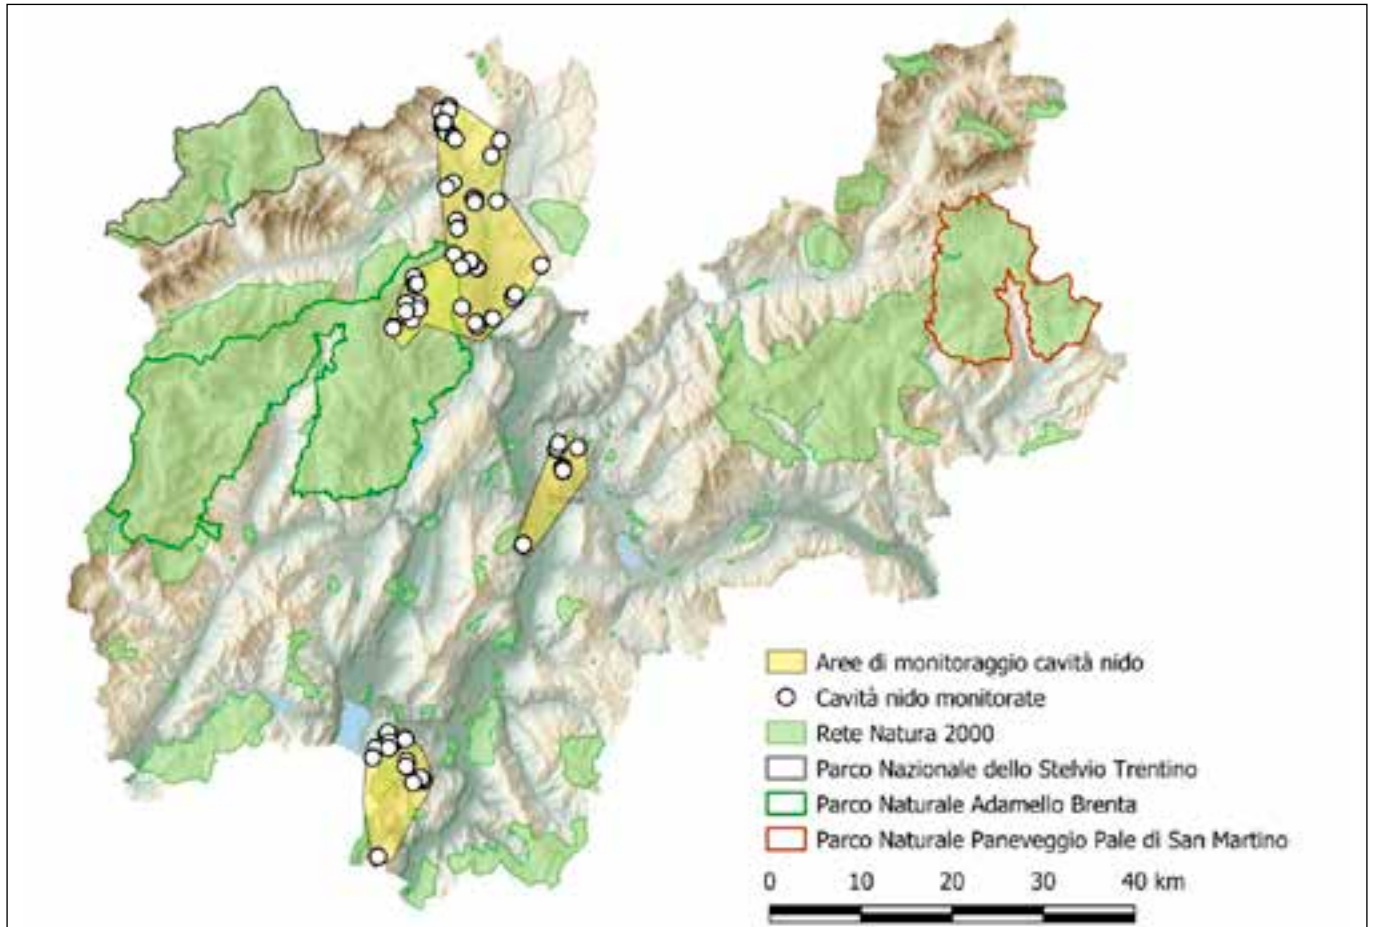 Aree di monitoraggio cavità nido
Cavità nido monitorate
Rete Natura 2000
Parco Nazionale dello Stelvio Trentino
Parco Naturale Adamello Brenta
Parco Naturale Paneveggio Pale di San Martino
0 10 20 30 40 km